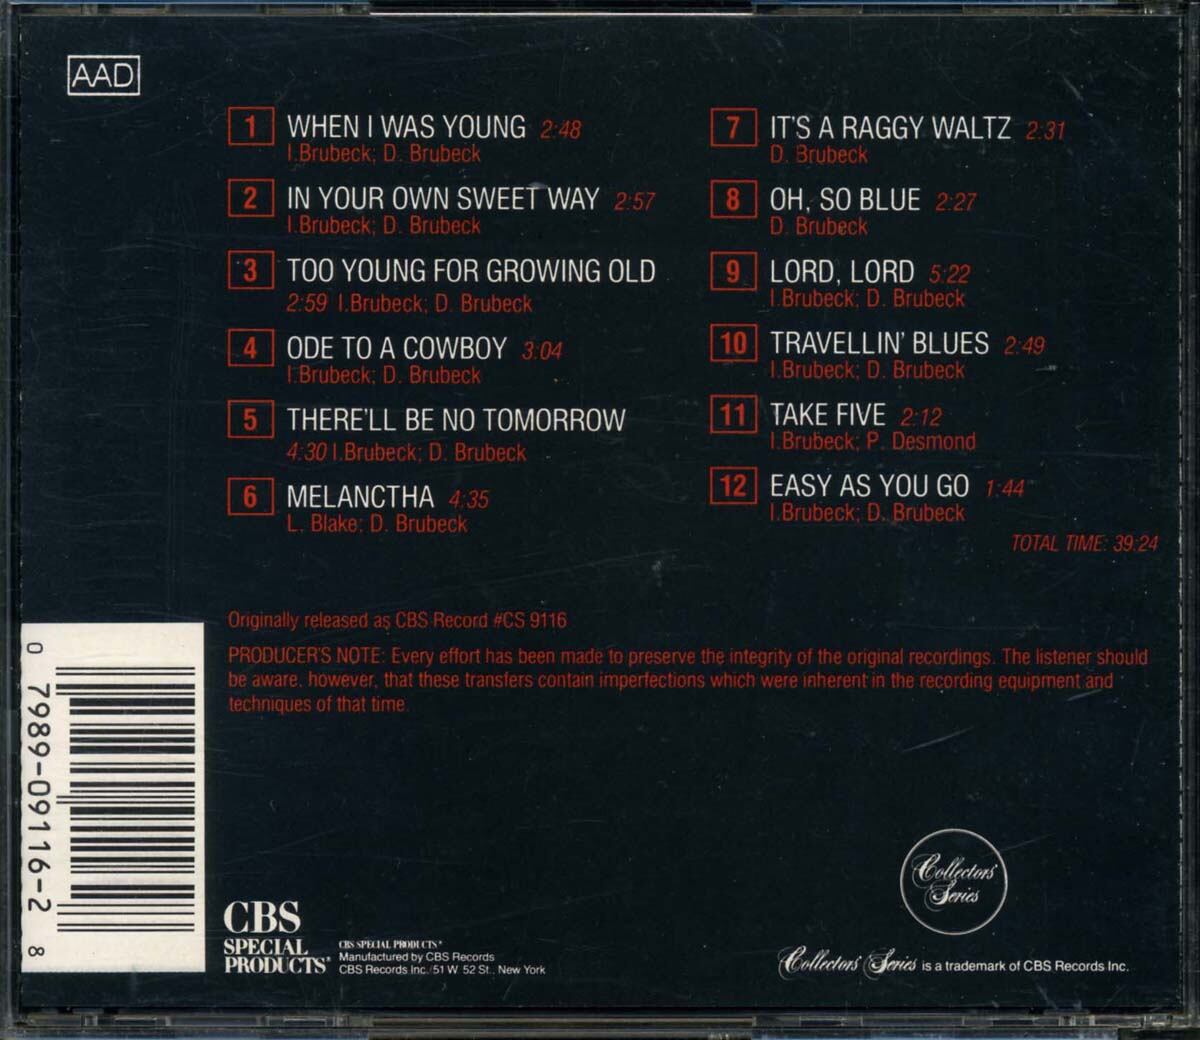 AAD
1 WHEN I WAS YOUNG 2:48
I.Brubeck; D. Brubeck
2 IN YOUR OWN SWEET WAY 2:57
I.Brubeck; D. Brubeck
3 TOO YOUNG FOR GROWING OLD
2:59 I.Brubeck; D. Brubeck
4 ODE TO A COWBOY 3:04
I.Brubeck; D. Brubeck
5 THERE'LL BE NO TOMORROW
4:30 I.Brubeck; D. Brubeck
6 MELANCTHA 4:35
L. Blake; D. Brubeck
7 IT'S A RAGGY WALTZ 2:31
D. Brubeck
8 OH, SO BLUE 2:27
D. Brubeck
9 LORD, LORD 5:22
I.Brubeck; D. Brubeck
10 TRAVELLIN' BLUES 2:49
I.Brubeck; D. Brubeck
11 TAKE FIVE 2:12
I.Brubeck; P. Desmond
12 EASY AS YOU GO 1:44
I.Brubeck; D. Brubeck
TOTAL TIME: 39:24
Originally released as CBS Record #CS 9116
PRODUCER'S NOTE: Every effort has been made to preserve the integrity of the original recordings. The listener should
be aware, however, that these transfers contain imperfections which were inherent in the recording equipment and
techniques of that time.
0 7989-09116-2 8
CBS
SPECIAL
PRODUCTS®
CBS SPECIAL PRODUCTS®
Manufactured by CBS Records
CBS Records Inc./51 W. 52 St., New York
Collectors'
Series
Collectors' Series is a trademark of CBS Records Inc.